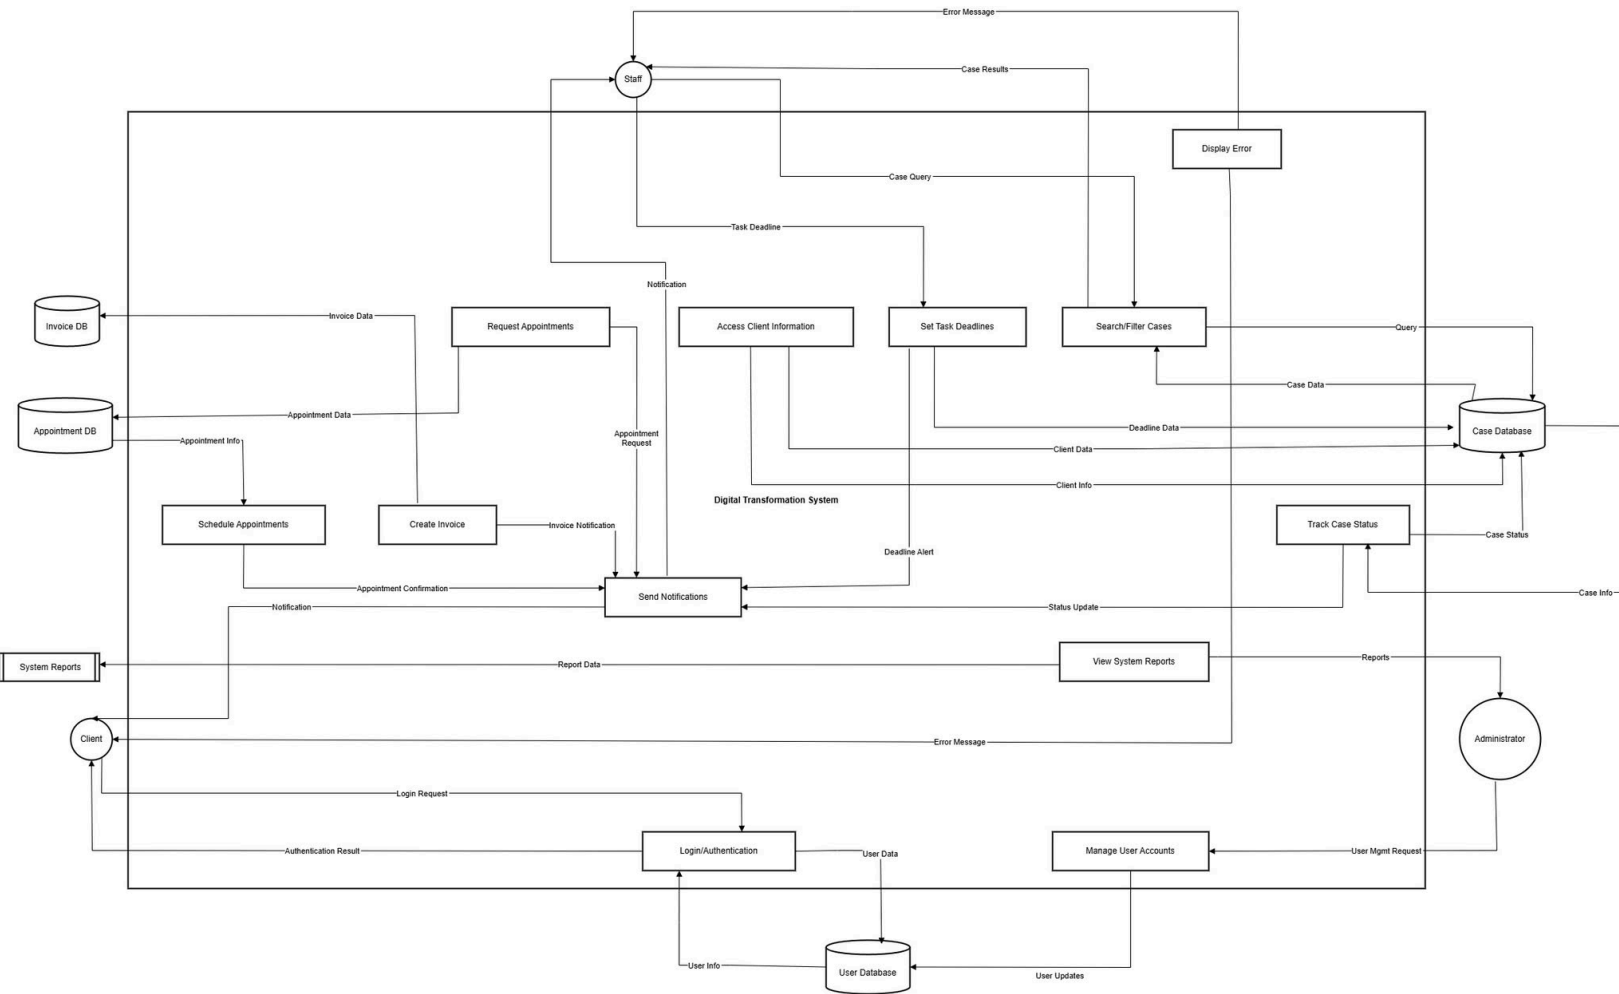 Error Message
Case Results
Staff
Display Error
Case Query
Task Deadline
Notification
Invoice DB
Invoice Data
Request Appointments
Access Client Information
Set Task Deadlines
Search/Filter Cases
Query
Case Data
Appointment DB
Appointment Data
Appointment Info
Appointment
Request
Deadline Data
Case Database
Client Data
Client Info
Digital Transformation System
Schedule Appointments
Create Invoice
Invoice Notification
Track Case Status
Case Status
Deadline Alert
Appointment Confirmation
Send Notifications
Case Info
Notification
Status Update
System Reports
Report Data
View System Reports
Reports
Client
Error Message
Administrator
Login Request
Authentication Result
Login/Authentication
User Data
Manage User Accounts
User Mgmt Request
User Info
User Database
User Updates